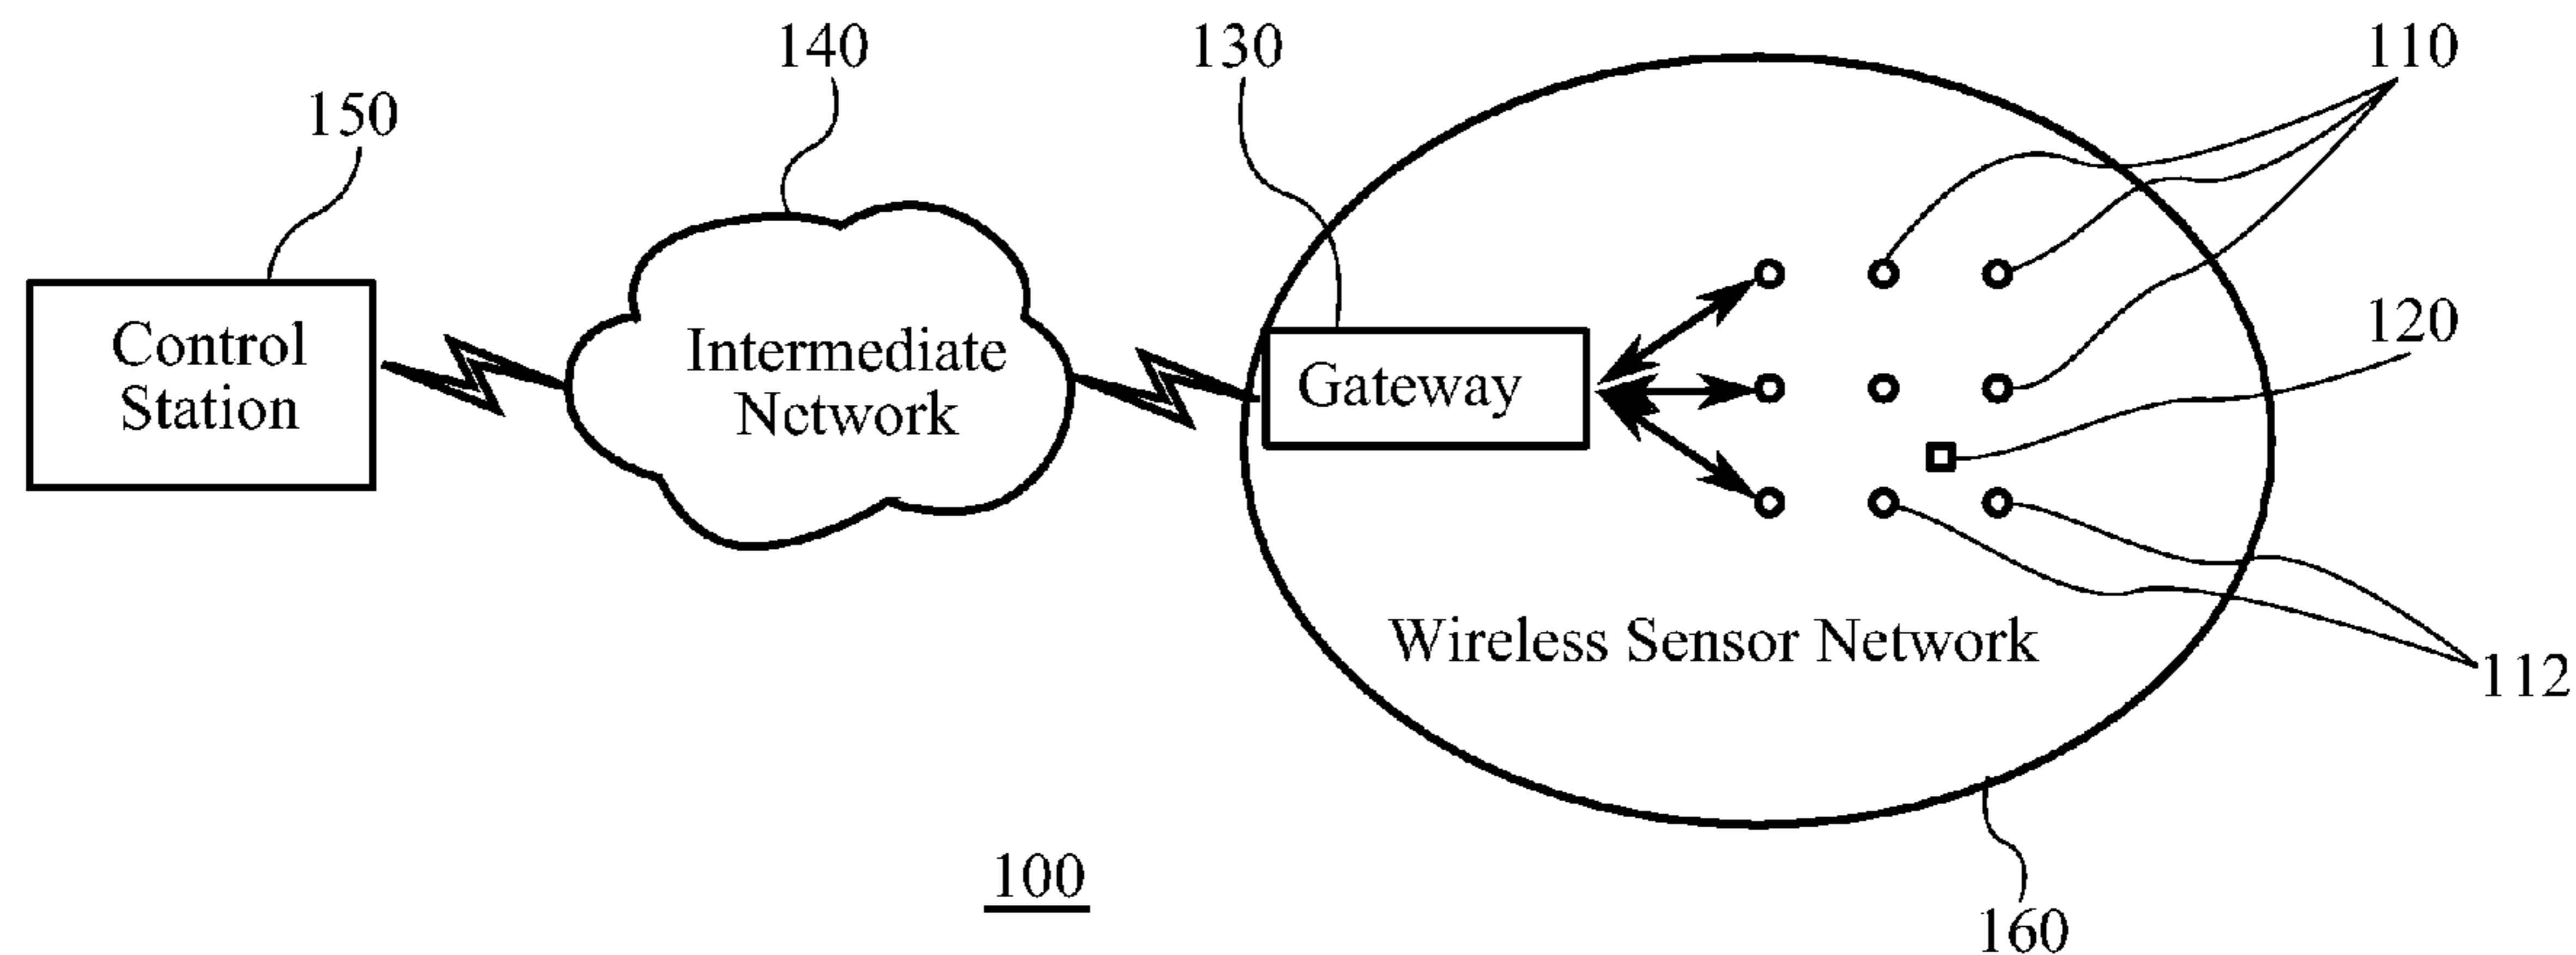 140
130
110
150
120
Control
Station
Intermediate
Nctwork
Gateway
Wireless Sensor Network
112
100
160